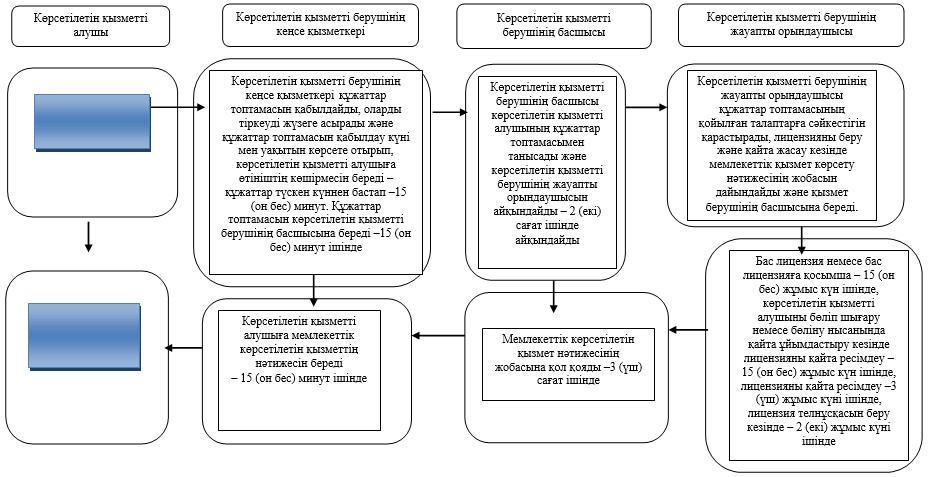 Көрсетілетін қызметті
алушы
Көрсетілетін қызметті берушінің
кеңсе қызметкері
Көрсетілетін қызметті
берушінің басшысы
Көрсетілетін қызметті берушінің
жауапты орындаушысы
Көрсетілетін қызметті берушінің
кеңсе қызметкері құжаттар
топтамасын қабылдайды, оларды
тіркеуді жүзеге асырады және
құжаттар топтамасын қабылдау күні
мен уақытын көрсете отырып,
көрсетілетін қызметті алушыға
өтініштің көшірмесін береді –
құжаттар түскен күннен бастап –15
(он бес) минут. Құжаттар
топтамасын көрсетілетін қызметті
берушінің басшысына береді –15 (он
бес) минут ішінде
Көрсетілетін қызметті
берушінің басшысы
көрсетілетін қызметті
алушының құжаттар
топтамасымен
танысады және
көрсетілетін қызметті
берушінің жауапты
орындаушысын
айқындайды – 2 (екі)
сағат ішінде
айқындайды
Көрсетілетін қызметті берушінің
жауапты орындаушысы
құжаттар топтамасының
қойылған талаптарға сәйкестігін
қарастырады, лицензияны беру
және қайта жасау кезінде
мемлекеттік қызмет көрсету
нәтижесінің жобасын
дайындайды және қызмет
берушінің басшысына береді.
Бас лицензия немесе бас
лицензияға қосымша – 15 (он
бес) жұмыс күн ішінде,
көрсетілетін қызметті
алушыны бөліп шығару
немесе бөліну нысанында
қайта ұйымдастыру кезінде
лицензияны қайта ресімдеу –
15 (он бес) жұмыс күн ішінде,
лицензияны қайта ресімдеу –3
(үш) жұмыс күні ішінде,
лицензия телнұсқасын беру
кезінде – 2 (екі) жұмыс күні
ішінде
Мемлекеттік көрсетілетін
қызмет нәтижесінің
жобасына қол қояды –3 (үш)
сағат ішінде
Көрсетілетін қызметті
алушыға мемлекеттік
көрсетілетін қызметтің
нәтижесін береді
– 15 (он бес) минут ішінде